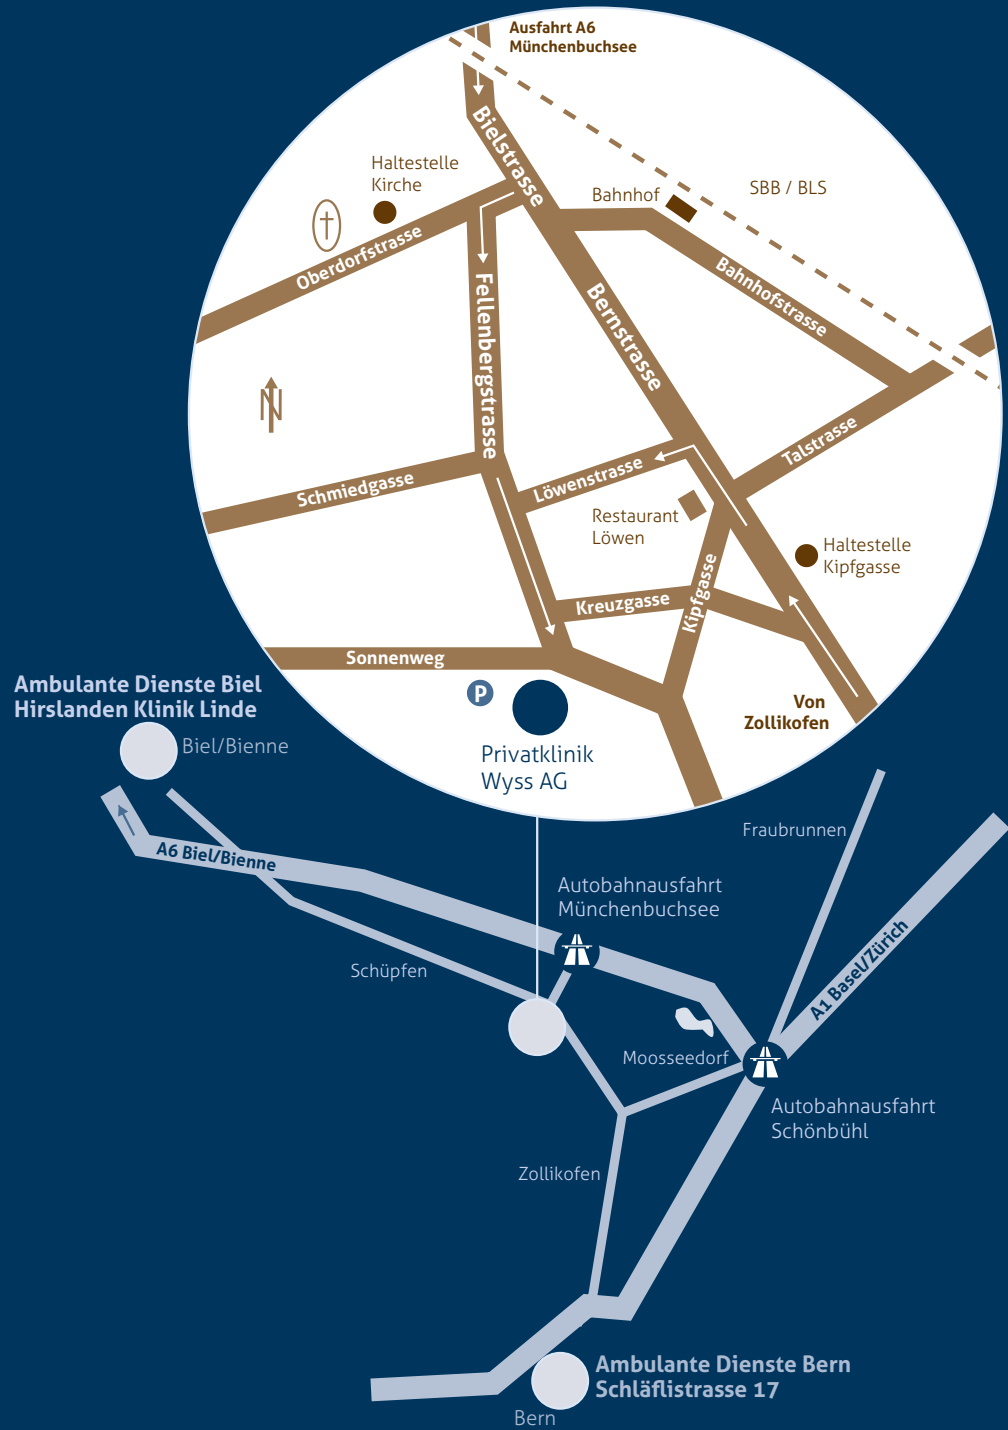 Ausfahrt A6
Münchenbuchsee
Bielstrasse
Haltestelle
Kirche
Bahnhof
SBB / BLS
Oberdorfstrasse
Bahnhofstrasse
Fellenbergstrasse
Bernstrasse
N
Talstrasse
Schmiedgasse
Löwenstrasse
Restaurant
Löwen
Haltestelle
Kipfgasse
Kipfgasse
Kreuzgasse
Sonnenweg
P
Von
Zollikofen
Ambulante Dienste Biel
Hirslanden Klinik Linde
Biel/Bienne
Privatklinik
Wyss AG
A6 Biel/Bienne
Fraubrunnen
Autobahnausfahrt
Münchenbuchsee
Schüpfen
A1 Basel/Zürich
Moosseedorf
Autobahnausfahrt
Schönbühl
Zollikofen
Ambulante Dienste Bern
Schläflistrasse 17
Bern